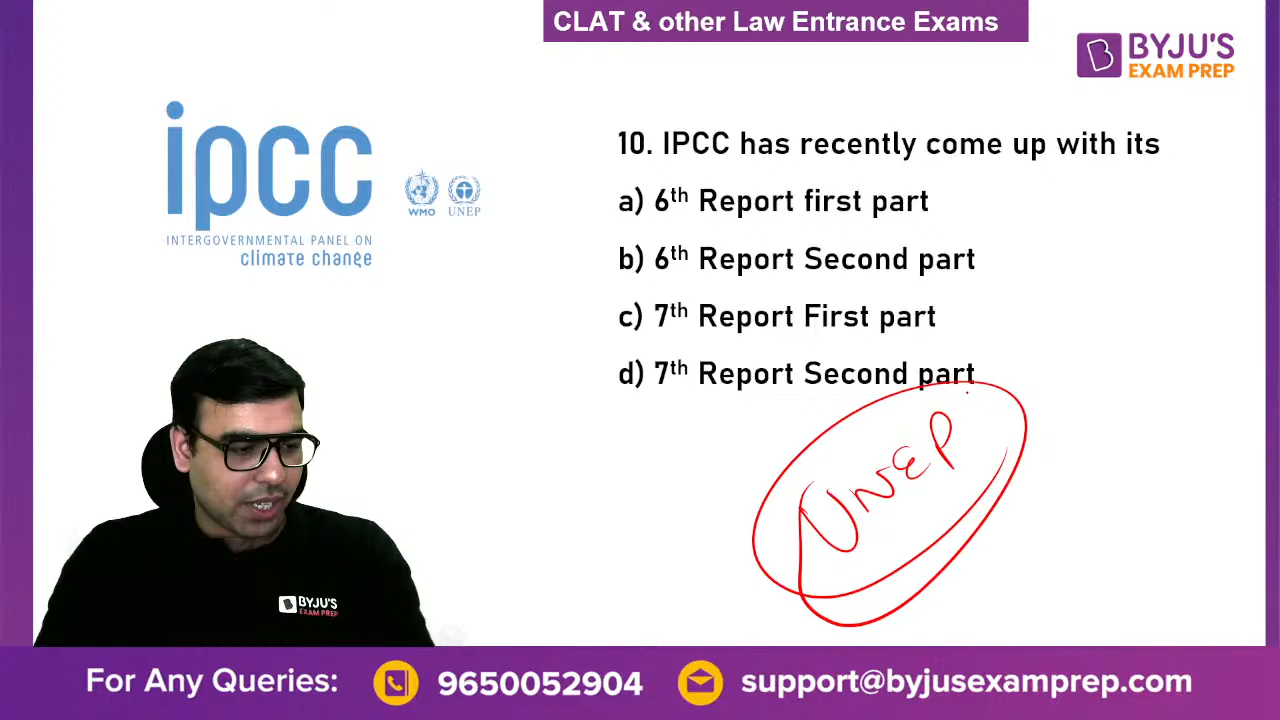 CLAT & other Law Entrance Exams
BYJU'S
EXAM PREP
ipcc
INTERGOVERNMENTAL PANEL ON
climate change
WMO
UNEP
10. IPCC has recently come up with its
a) 6th Report first part
b) 6th Report Second part
c) 7th Report First part
d) 7th Report Second part
UNEP
BYJU'S
EXAM PREP
For Any Queries:
9650052904
support@byjusexamprep.com